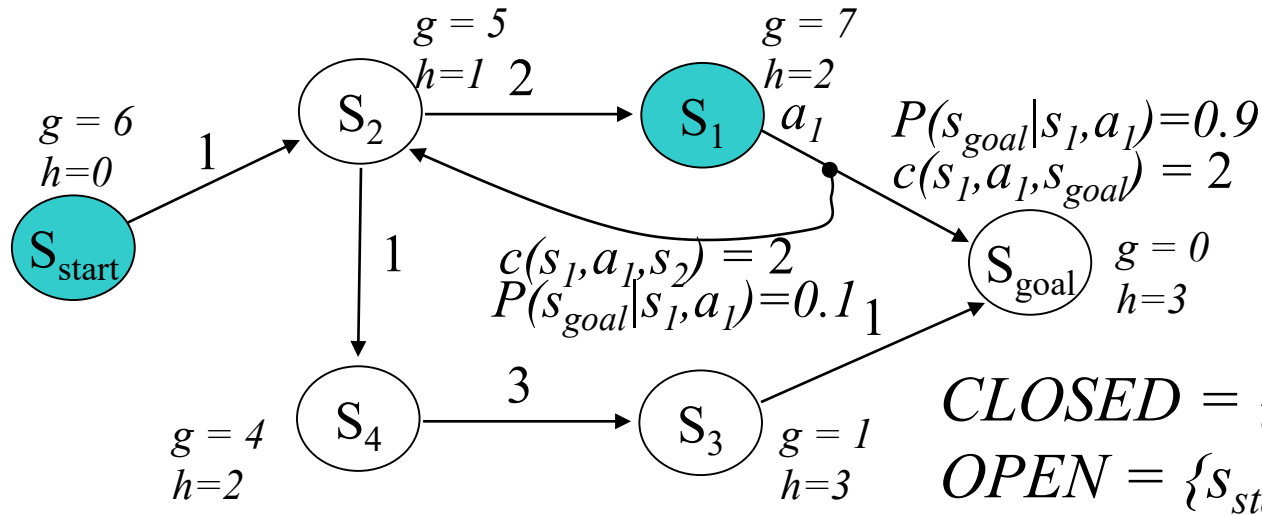 g = 5
h=1
g = 7
h=2
g = 6
h=0
1
S2
2
S1
a1
P(sgoal|s1,a1)=0.9
c(s1,a1,sgoal) = 2
Sstart
1
c(s1,a1,s2) = 2
P(sgoal|s1,a1)=0.1
1
Sgoal
g = 0
h=3
S4
3
S3
g = 4
h=2
g = 1
h=3
CLOSED =
OPEN = {